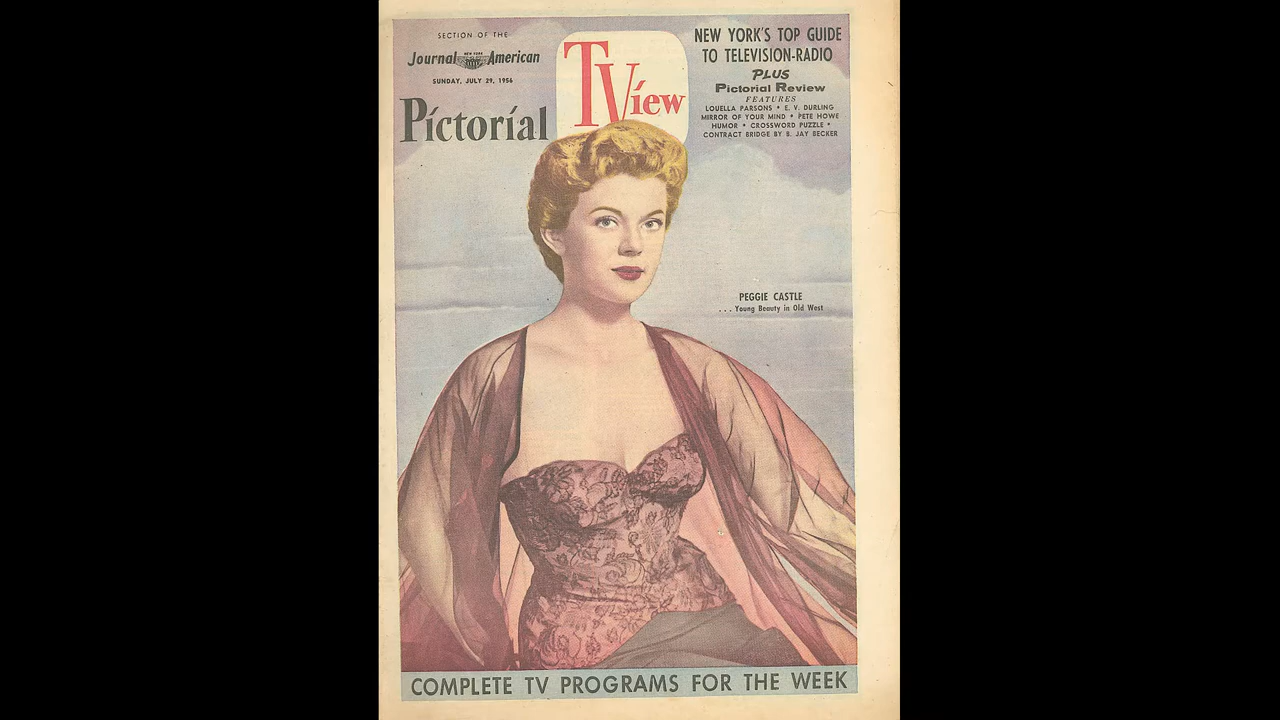 SECTION OF THE
Journal NEW YORK American
SUNDAY, JULY 29, 1956
Pictorial
TView
NEW YORK'S TOP GUIDE
TO TELEVISION-RADIO
PLUS
Pictorial Review
FEATURES
LOUELLA PARSONS • E. V. DURLING
MIRROR OF YOUR MIND • PETE HOWE
HUMOR • CROSSWORD PUZZLE •
CONTRACT BRIDGE BY B. JAY BECKER
PEGGIE CASTLE
. . . Young Beauty in Old West
COMPLETE TV PROGRAMS FOR THE WEEK